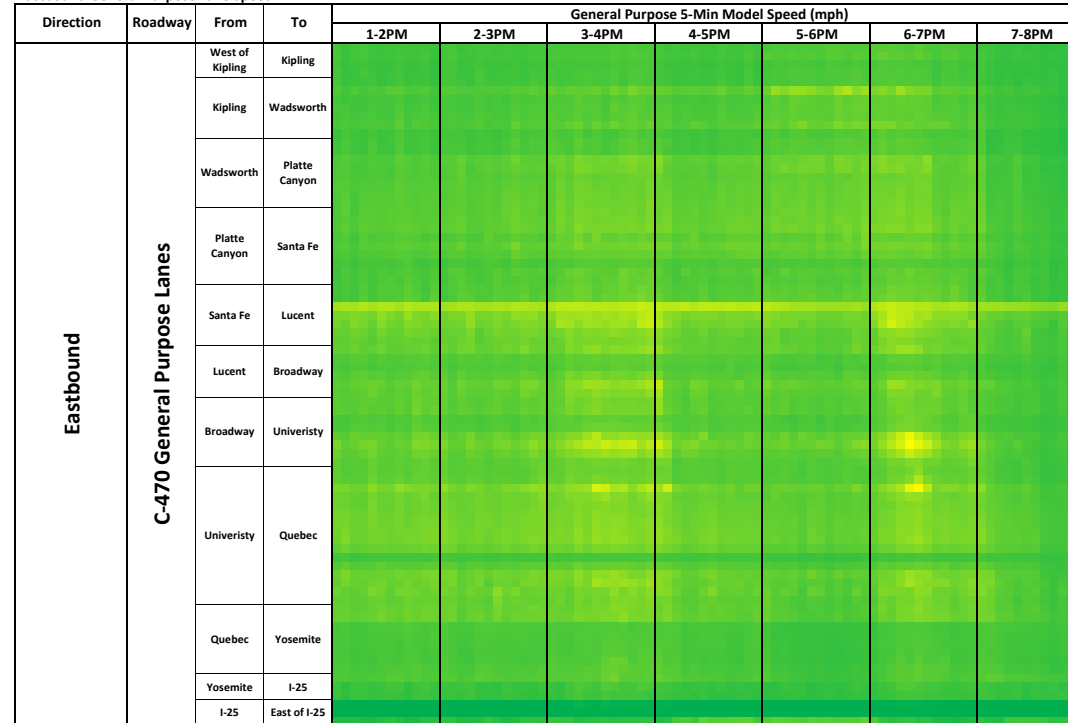 Direction Roadway From To General Purpose 5-Min Model Speed (mph)
1-2PM 2-3PM 3-4PM 4-5PM 5-6PM 6-7PM 7-8PM
Eastbound
C-470 General Purpose Lanes
West of
Kipling
Kipling
Kipling
Wadsworth
Wadsworth
Platte
Canyon
Platte
Canyon
Santa Fe
Santa Fe
Lucent
Lucent
Broadway
Broadway
Univeristy
Univeristy
Quebec
Quebec
Yosemite
Yosemite
I-25
I-25
East of I-25